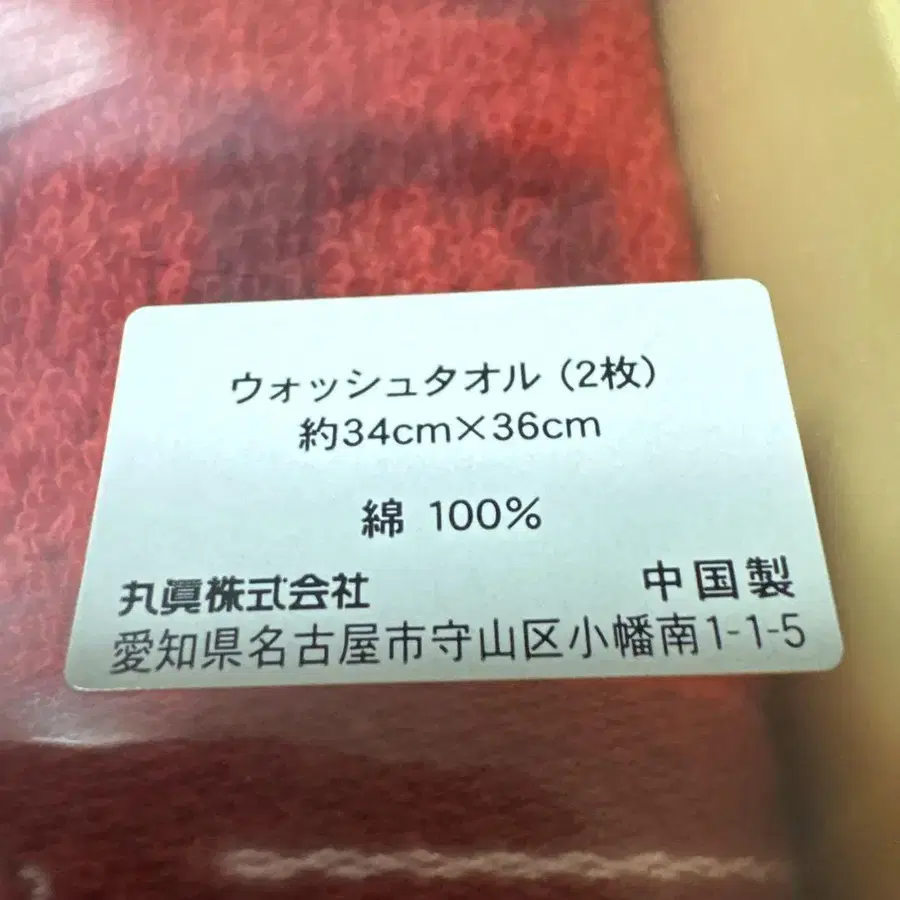 ウォッシュタオル（2枚）
約34cm×36cm
綿 100%
丸眞株式会社 中国製
愛知県名古屋市守山区小幡南1-1-5